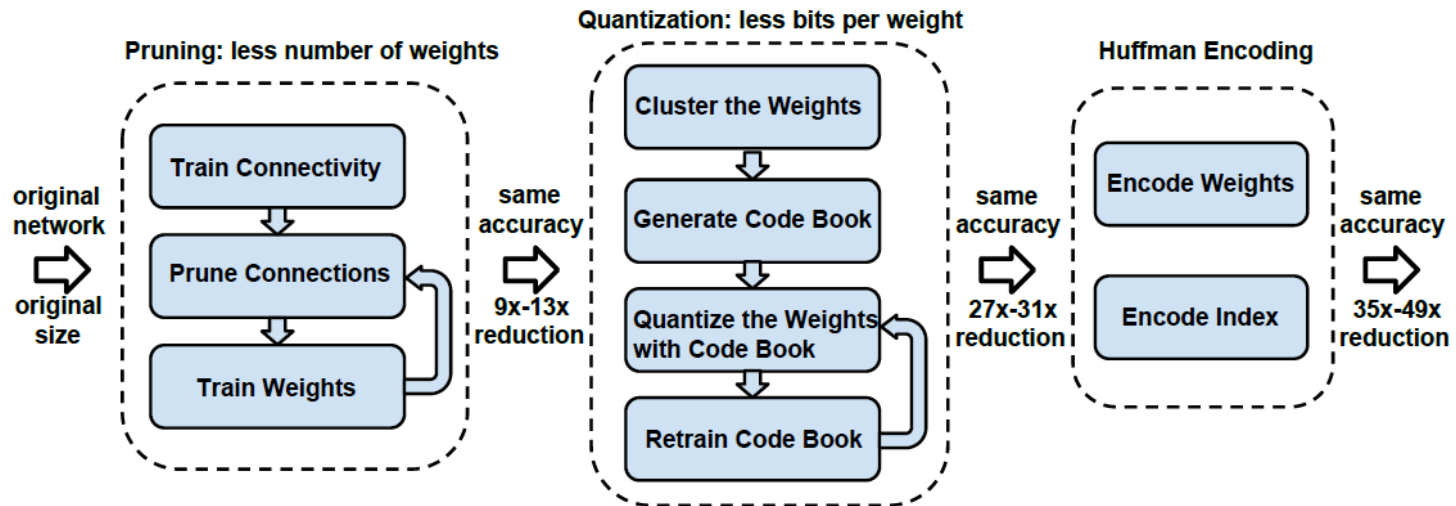 original
network
original
size
Pruning: less number of weights
Train Connectivity
Prune Connections
Train Weights
same
accuracy
9x-13x
reduction
Quantization: less bits per weight
Cluster the Weights
Generate Code Book
Quantize the Weights
with Code Book
Retrain Code Book
same
accuracy
27x-31x
reduction
Huffman Encoding
Encode Weights
Encode Index
same
accuracy
35x-49x
reduction